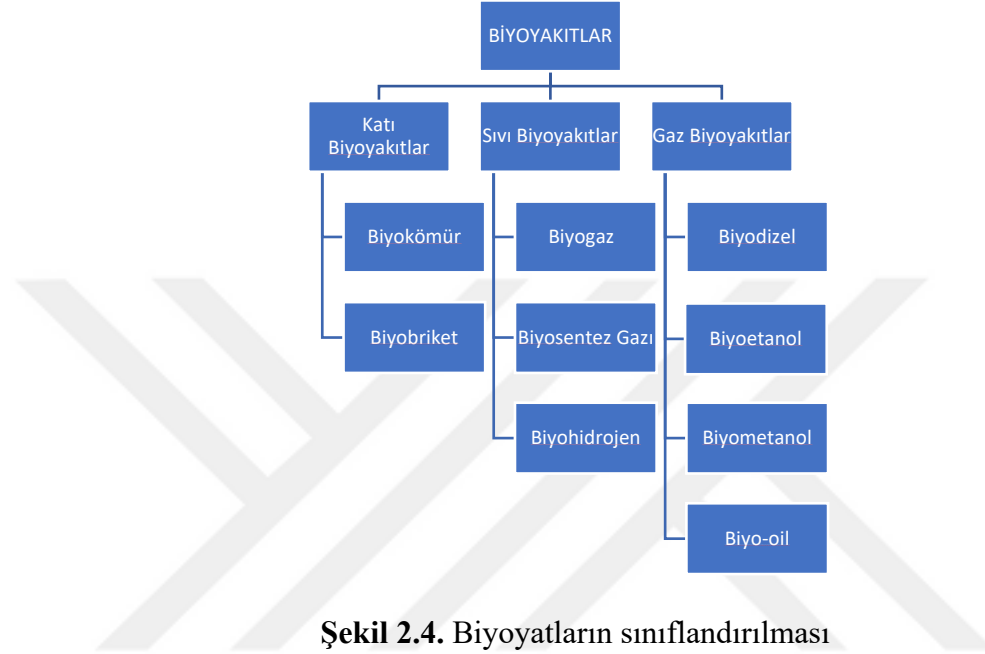 BİYOYAKITLAR
Katı
Biyoyakıtlar
Sıvı Biyoyakıtlar
Gaz Biyoyakıtlar
Biyokömür
Biyogaz
Biyodizel
Biyobriket
Biyosentez Gazı
Biyoetanol
Biyohidrojen
Biyometanol
Biyo-oil
Şekil 2.4. Biyoyatların sınıflandırılması